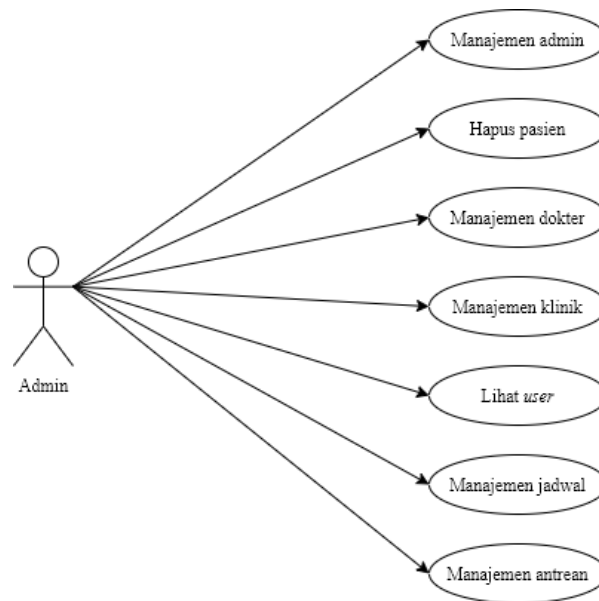 Manajemen admin
Hapus pasien
Manajemen dokter
Manajemen klinik
Admin
Lihat user
Manajemen jadwal
Manajemen antrean